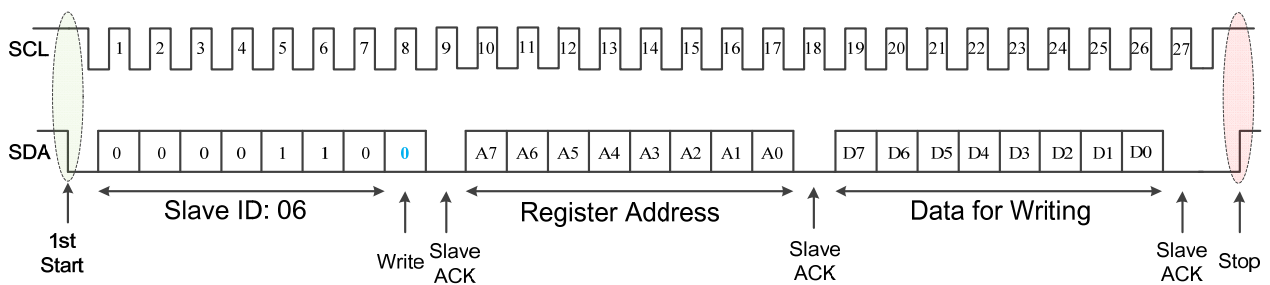 SCL 1 2 3 4 5 6 7 8 9 10 11 12 13 14 15 16 17 18 19 20 21 22 23 24 25 26 27
SDA 0 0 0 0 1 1 0 0 A7 A6 A5 A4 A3 A2 A1 A0 D7 D6 D5 D4 D3 D2 D1 D0
Slave ID: 06
Register Address
Data for Writing
1st
Start
Write
Slave
ACK
Slave
ACK
Slave
ACK
Stop